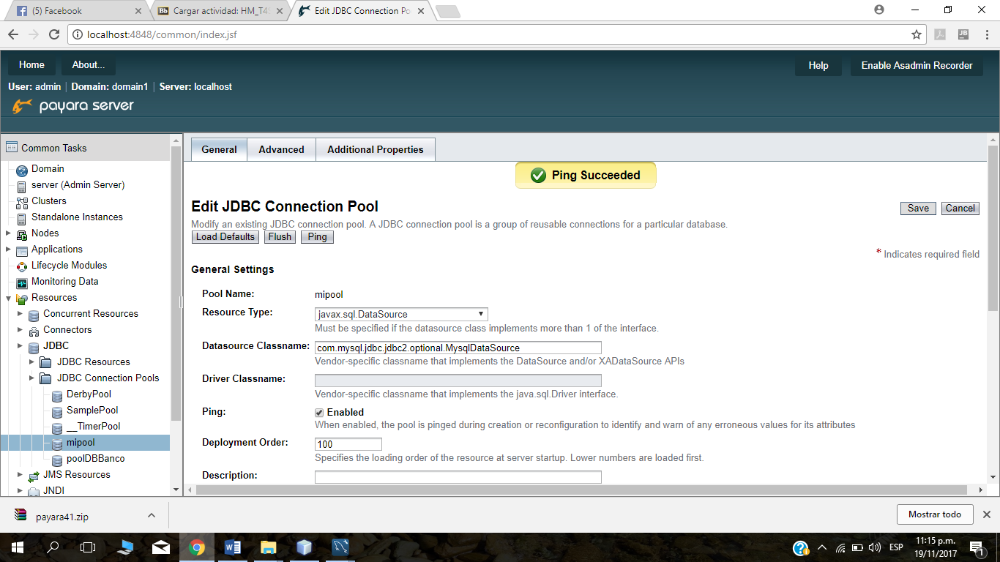 (5) Facebook
Cargar actividad: HM_T45
Edit JDBC Connection Po
localhost:4848/common/index.jsf
Home
About...
Help
Enable Asadmin Recorder
User: admin | Domain: domain1 | Server: localhost
payara server
Common Tasks
Domain
server (Admin Server)
Clusters
Standalone Instances
Nodes
Applications
Lifecycle Modules
Monitoring Data
Resources
Concurrent Resources
Connectors
JDBC
JDBC Resources
JDBC Connection Pools
DerbyPool
SamplePool
__TimerPool
mipool
poolDBBanco
JMS Resources
JNDI
General
Advanced
Additional Properties
Ping Succeeded
Edit JDBC Connection Pool
Save
Cancel
Modify an existing JDBC connection pool. A JDBC connection pool is a group of reusable connections for a particular database.
Load Defaults
Flush
Ping
* Indicates required field
General Settings
Pool Name: mipool
Resource Type: javax.sql.DataSource
Must be specified if the datasource class implements more than 1 of the interface.
Datasource Classname: com.mysql.jdbc.jdbc2.optional.MysqlDataSource
Vendor-specific classname that implements the DataSource and/or XADataSource APIs
Driver Classname:
Vendor-specific classname that implements the java.sql.Driver interface.
Ping: Enabled
When enabled, the pool is pinged during creation or reconfiguration to identify and warn of any erroneous values for its attributes
Deployment Order: 100
Specifies the loading order of the resource at server startup. Lower numbers are loaded first.
Description:
payara41.zip
Mostrar todo
ESP
11:15 p.m.
19/11/2017
1